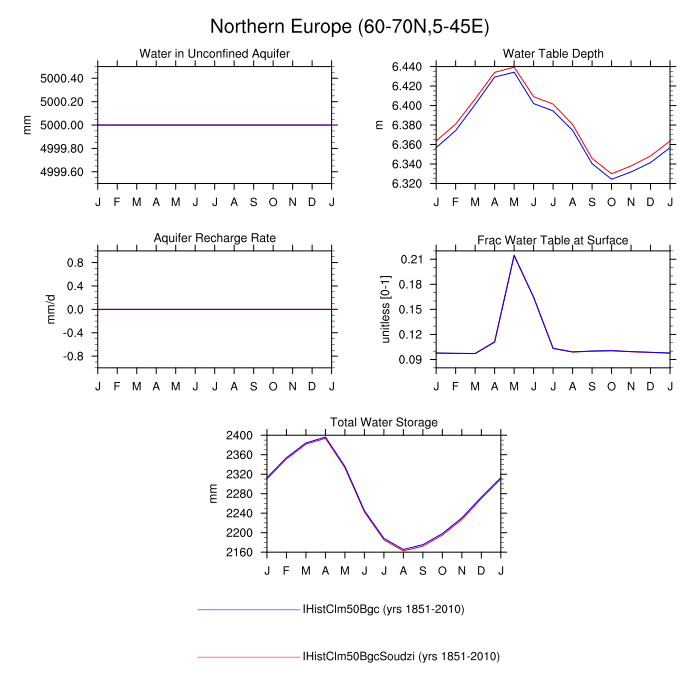 Northern Europe (60-70N,5-45E)
Water in Unconfined Aquifer
5000.40
5000.20
5000.00
4999.80
4999.60
mm
J F M A M J J A S O N D J
Water Table Depth
6.440
6.420
6.400
6.380
6.360
6.340
6.320
m
J F M A M J J A S O N D J
Aquifer Recharge Rate
0.8
0.4
0.0
-0.4
-0.8
mm/d
J F M A M J J A S O N D J
Frac Water Table at Surface
0.21
0.18
0.15
0.12
0.09
unitless [0-1]
J F M A M J J A S O N D J
Total Water Storage
2400
2360
2320
2280
2240
2200
2160
mm
J F M A M J J A S O N D J
IHistClm50Bgc (yrs 1851-2010)
IHistClm50BgcSoudzi (yrs 1851-2010)